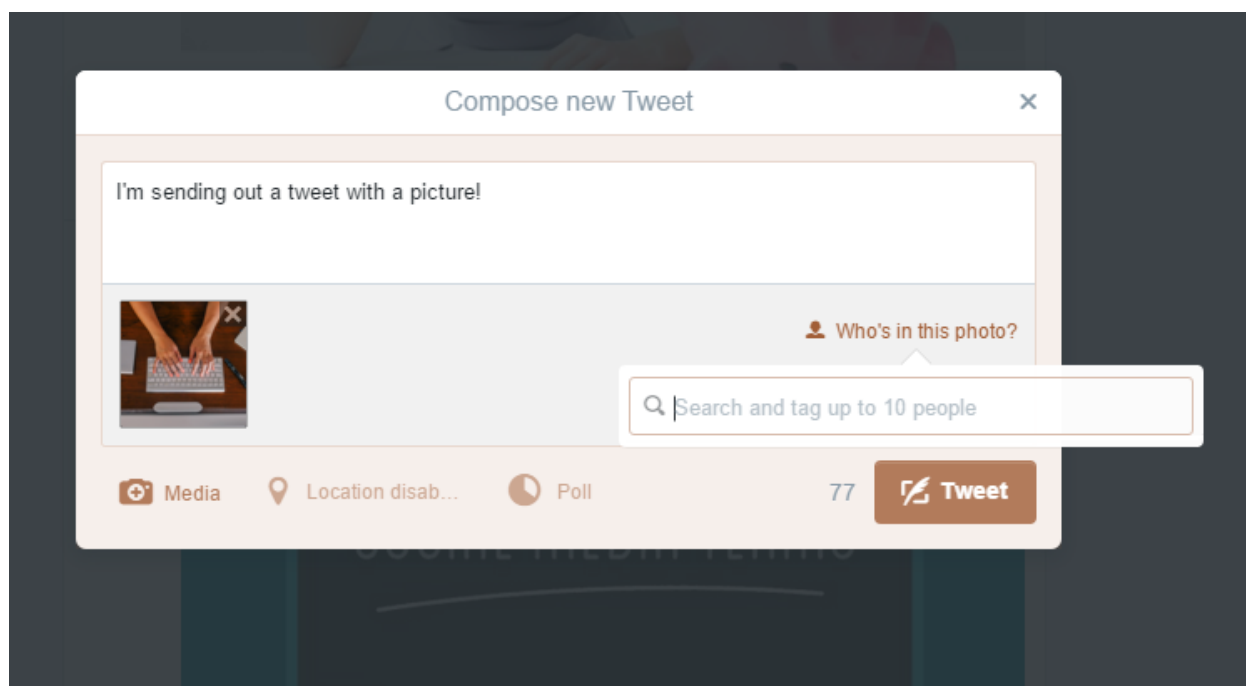 Compose new Tweet
I'm sending out a tweet with a picture!
Who's in this photo?
Search and tag up to 10 people
Media
Location disab...
Poll
77
Tweet